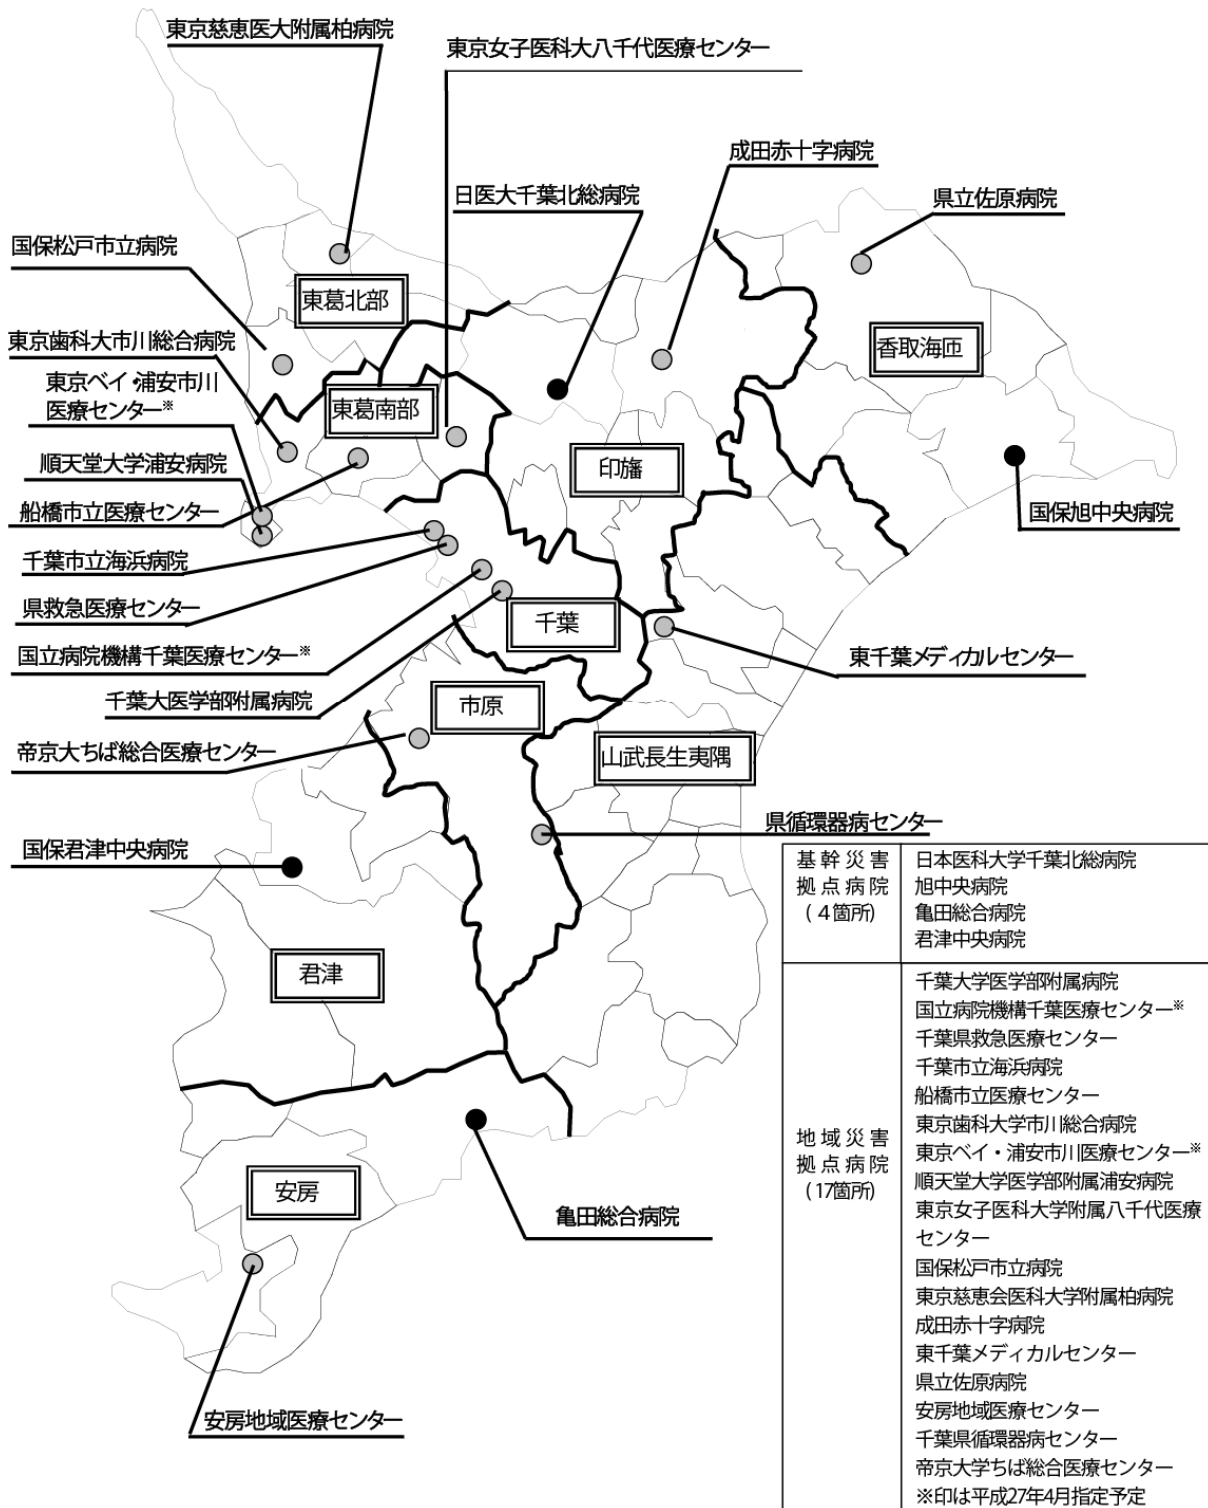 東京慈恵医大附属柏病院
東京女子医科大八千代医療センター
成田赤十字病院
日医大千葉北総病院
県立佐原病院
国保松戸市立病院
東葛北部
東京歯科大市川総合病院
香取海匝
東京ベイ・浦安市川
医療センター※
東葛南部
順天堂大学浦安病院
印旛
船橋市立医療センター
国保旭中央病院
千葉市立海浜病院
県救急医療センター
千葉
国立病院機構千葉医療センター※
東千葉メディカルセンター
千葉大医学部附属病院
市原
帝京大ちば総合医療センター
山武長生夷隅
県循環器病センター
国保君津中央病院
君津
安房
亀田総合病院
安房地域医療センター
基幹災害
拠点病院
(4箇所)
日本医科大学千葉北総病院
旭中央病院
亀田総合病院
君津中央病院
地域災害
拠点病院
(17箇所)
千葉大学医学部附属病院
国立病院機構千葉医療センター※
千葉県救急医療センター
千葉市立海浜病院
船橋市立医療センター
東京歯科大学市川総合病院
東京ベイ・浦安市川医療センター※
順天堂大学医学部附属浦安病院
東京女子医科大学附属八千代医療
センター
国保松戸市立病院
東京慈恵会医科大学附属柏病院
成田赤十字病院
東千葉メディカルセンター
県立佐原病院
安房地域医療センター
千葉県循環器病センター
帝京大学ちば総合医療センター
※印は平成27年4月指定予定